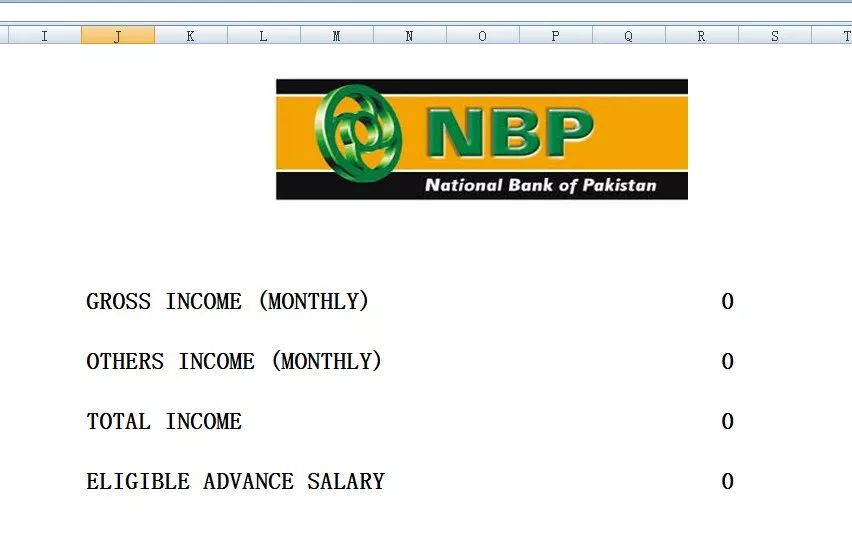 I J K L M N O P Q R S T
NBP
National Bank of Pakistan
GROSS INCOME (MONTHLY) 0
OTHERS INCOME (MONTHLY) 0
TOTAL INCOME 0
ELIGIBLE ADVANCE SALARY 0